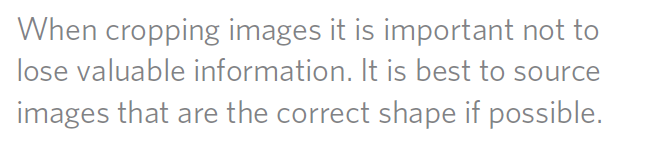 When cropping images it is important not to
lose valuable information. It is best to source
images that are the correct shape if possible.